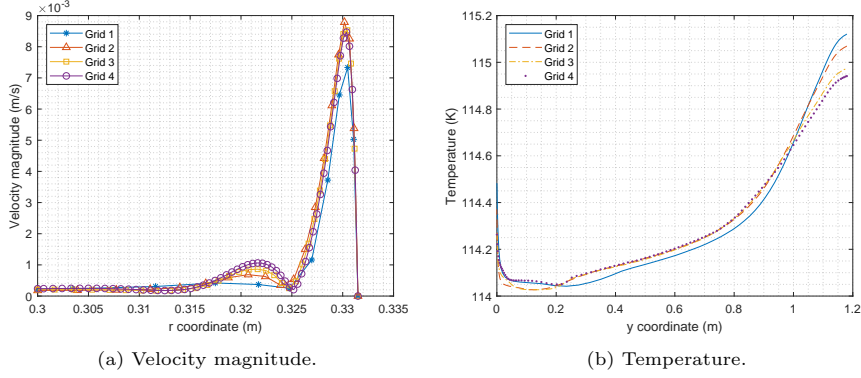 ×10⁻³
9
8
7
6
5
4
3
2
1
0
Velocity magnitude (m/s)
Grid 1
Grid 2
Grid 3
Grid 4
0.3
0.305
0.31
0.315
0.32
0.325
0.33
0.335
r coordinate (m)
(a) Velocity magnitude.
115.2
115
114.8
114.6
114.4
114.2
114
Temperature (K)
Grid 1
Grid 2
Grid 3
Grid 4
0
0.2
0.4
0.6
0.8
1
1.2
y coordinate (m)
(b) Temperature.